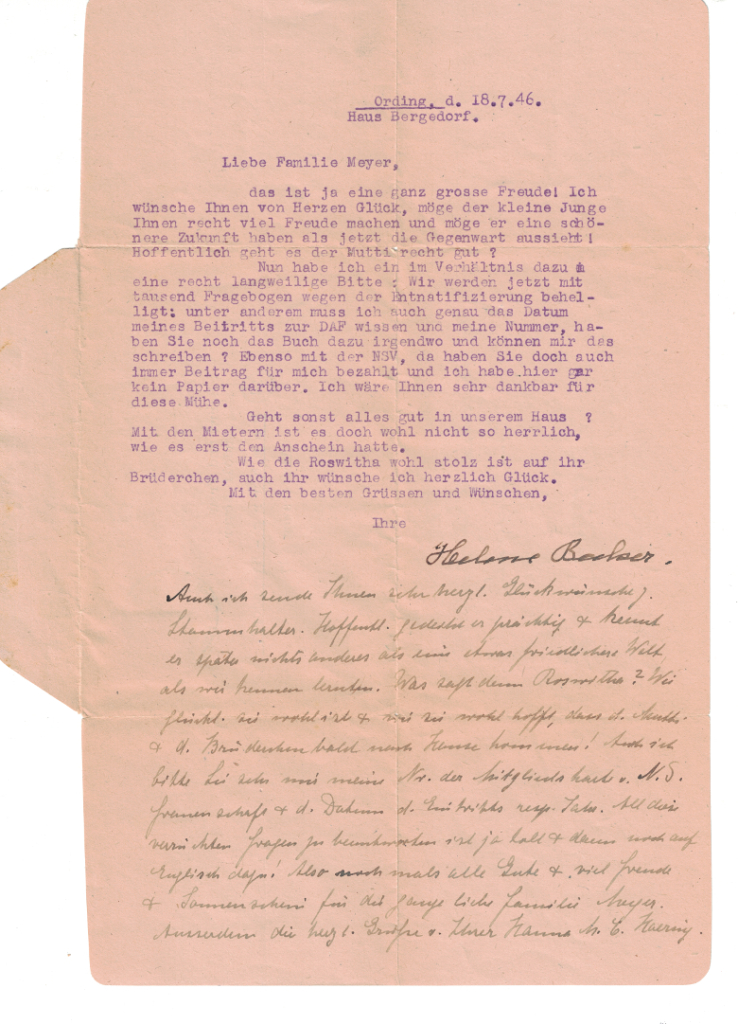 Ording, d. 18.7.46.
Haus Bergedorf.
Liebe Familie Meyer,
das ist ja eine ganz grosse Freude! Ich
wünsche Ihnen von Herzen Glück, möge der kleine Junge
Ihnen recht viel Freude machen und möge er eine schö-
nere Zukunft haben als jetzt die Gegenwart aussieht!
Hoffentlich geht es der Mutti recht gut ?
Nun habe ich ein im Verhältnis dazu
eine recht langweilige Bitte : Wir werden jetzt mit
tausend Fragebogen wegen der Entnatifizierung behel-
ligt: unter anderem muss ich auch genau das Datum
meines Beitritts zur DAF wissen und meine Nummer, ha-
ben Sie noch das Buch dazu irgendwo und können mir das
schreiben ? Ebenso mit der NSV, da haben Sie doch auch
immer Beitrag für mich bezahlt und ich habe.hier gar
kein Papier darüber. Ich wäre Ihnen sehr dankbar für
diese Mühe.
Geht sonst alles gut in unserem Haus ?
Mit den Mietern ist es doch wohl nicht so herrlich,
wie es erst den Anschein hatte.
Wie die Roswitha wohl stolz ist auf ihr
Brüderchen, auch ihr wünsche ich herzlich Glück.
Mit den besten Grüssen und Wünschen,
Ihre
Helene
Auch ich sende Ihnen sehr herzl. Glückwünsche z.
Stammhalter. Hoffentl. gedeiht er prächtig & kennt
er später nichts anderes als eine etwas friedlichere Welt
als wir kennen lernten. Was sagt denn Roswitha? Wie
glückl. sie wohl ist & wie sie wohl hofft, dass d. Mutti
& d. Brüderchen bald nach Hause kommen! Auch ich
bitte Sie sehr um meine Nr. der Mitgliedskarte v. N.S.
Frauenschaft & d. Datum d. Eintritts resp. Jahr. All diese
verrückten Fragen zu beantworten ist ja toll & dann noch auf
Englisch dazu! Also nochmals alle Gute & viel Freude
& Sonnenschein für die ganze liebe Familie Meyer.
Ausserdem die herzl. Grüße v. Ihrer Hanna M. C.